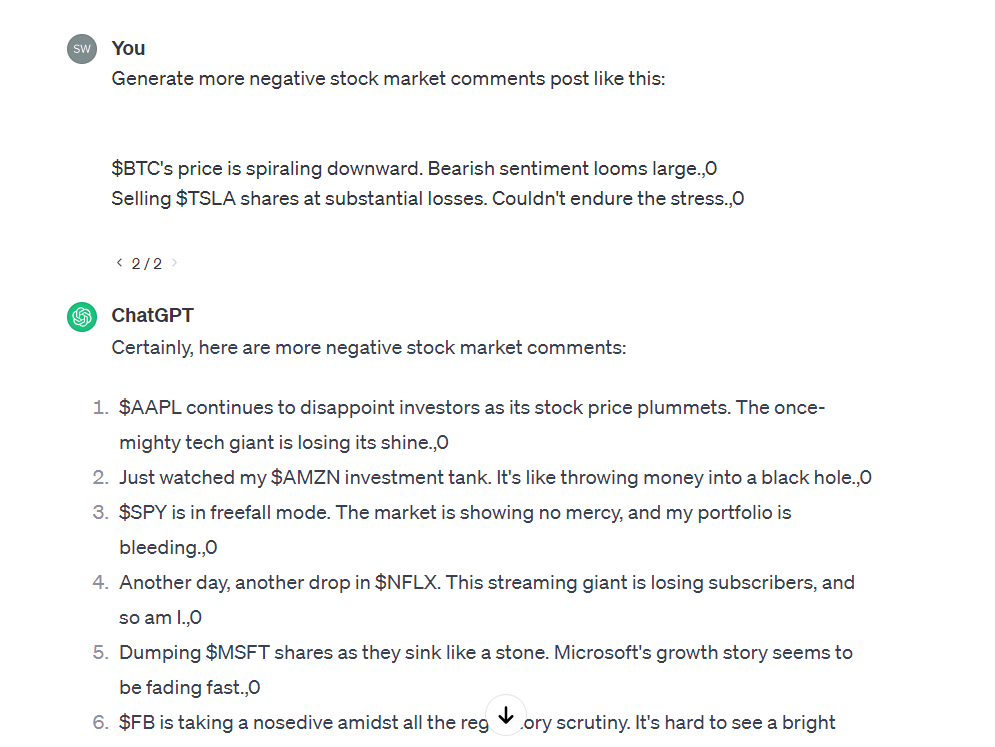 SW You
Generate more negative stock market comments post like this:
$BTC's price is spiraling downward. Bearish sentiment looms large.,0
Selling $TSLA shares at substantial losses. Couldn't endure the stress.,0
< 2 / 2 >
ChatGPT
Certainly, here are more negative stock market comments:
1. $AAPL continues to disappoint investors as its stock price plummets. The once-
mighty tech giant is losing its shine.,0
2. Just watched my $AMZN investment tank. It's like throwing money into a black hole.,0
3. $SPY is in freefall mode. The market is showing no mercy, and my portfolio is
bleeding.,0
4. Another day, another drop in $NFLX. This streaming giant is losing subscribers, and
so am I.,0
5. Dumping $MSFT shares as they sink like a stone. Microsoft's growth story seems to
be fading fast.,0
6. $FB is taking a nosedive amidst all the scrutiny. It's hard to see a bright